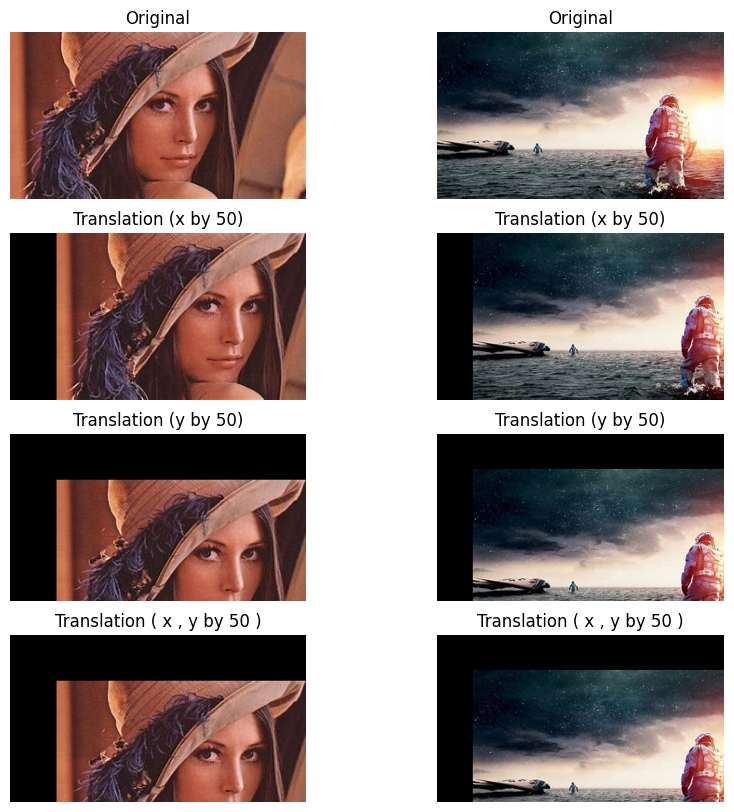 Original
Original
Translation (x by 50)
Translation (x by 50)
Translation (y by 50)
Translation (y by 50)
Translation ( x , y by 50 )
Translation ( x , y by 50 )